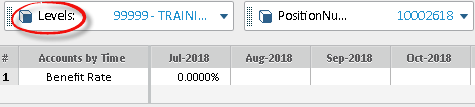 Levels: 99999 - TRAINI... PositionNu... 10002618
# Accounts by Time Jul-2018 Aug-2018 Sep-2018 Oct-2018
1 Benefit Rate 0.0000%